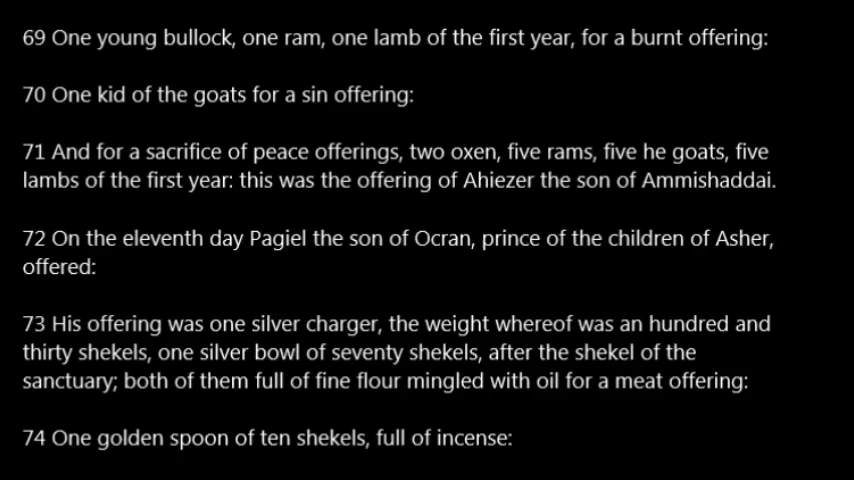 69 One young bullock, one ram, one lamb of the first year, for a burnt offering:
70 One kid of the goats for a sin offering:
71 And for a sacrifice of peace offerings, two oxen, five rams, five he goats, five
lambs of the first year: this was the offering of Ahiezer the son of Ammishaddai.
72 On the eleventh day Pagiel the son of Ocran, prince of the children of Asher,
offered:
73 His offering was one silver charger, the weight whereof was an hundred and
thirty shekels, one silver bowl of seventy shekels, after the shekel of the
sanctuary; both of them full of fine flour mingled with oil for a meat offering:
74 One golden spoon of ten shekels, full of incense: